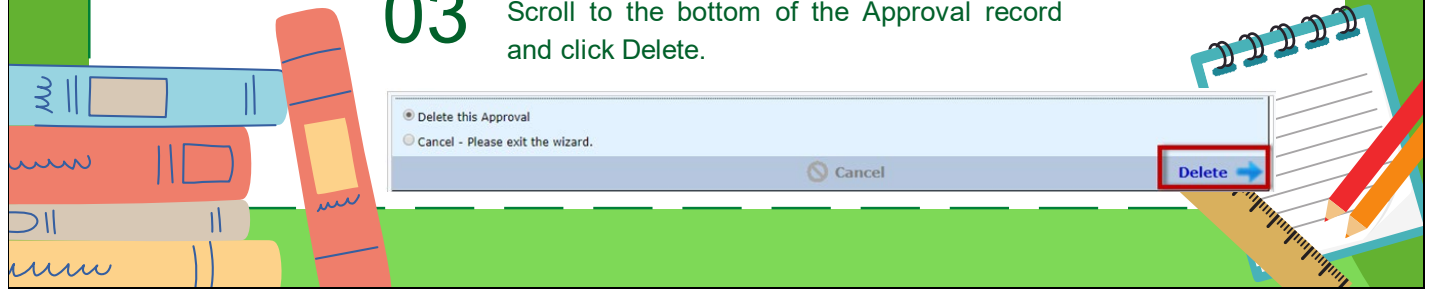 03
Scroll to the bottom of the Approval record
and click Delete.
Delete this Approval
Cancel - Please exit the wizard.
Cancel
Delete